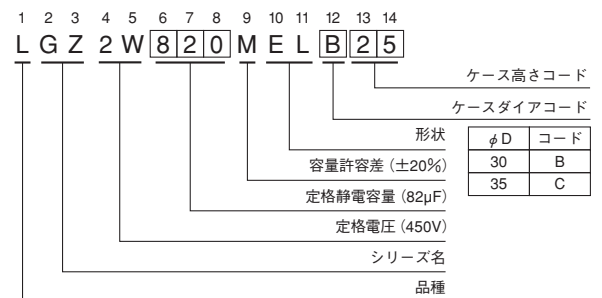 1 2 3 4 5 6 7 8 9 10 11 12 13 14
L G Z 2 W 8 2 0 M E L B 2 5
ケース高さコード
ケースダイアコード
形状
容量許容差 (±20%)
定格静電容量 (82µF)
定格電圧 (450V)
シリーズ名
品種
φD コード
30 B
35 C